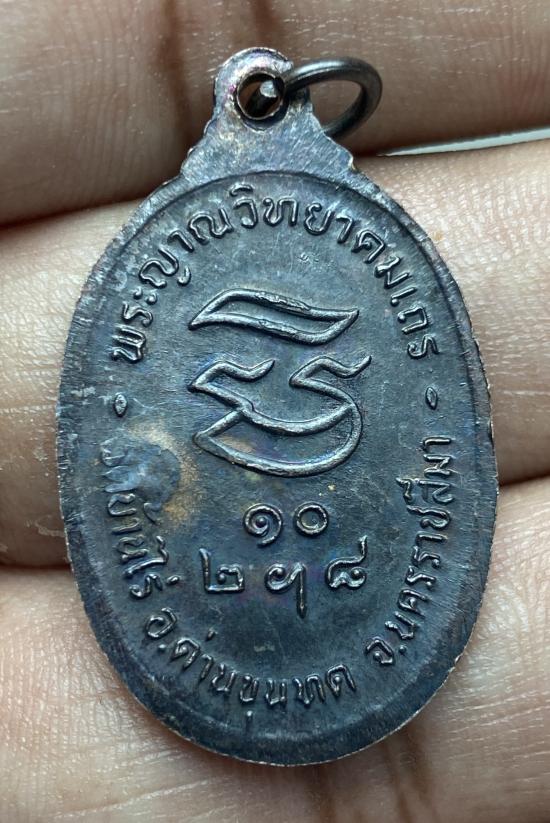 พระญาณวิทยาคมเถร
๑๐
๒ ฯ ๘
วัดบ้านไร่ อ.ด่านขุนทด จ.นครราชสีมา